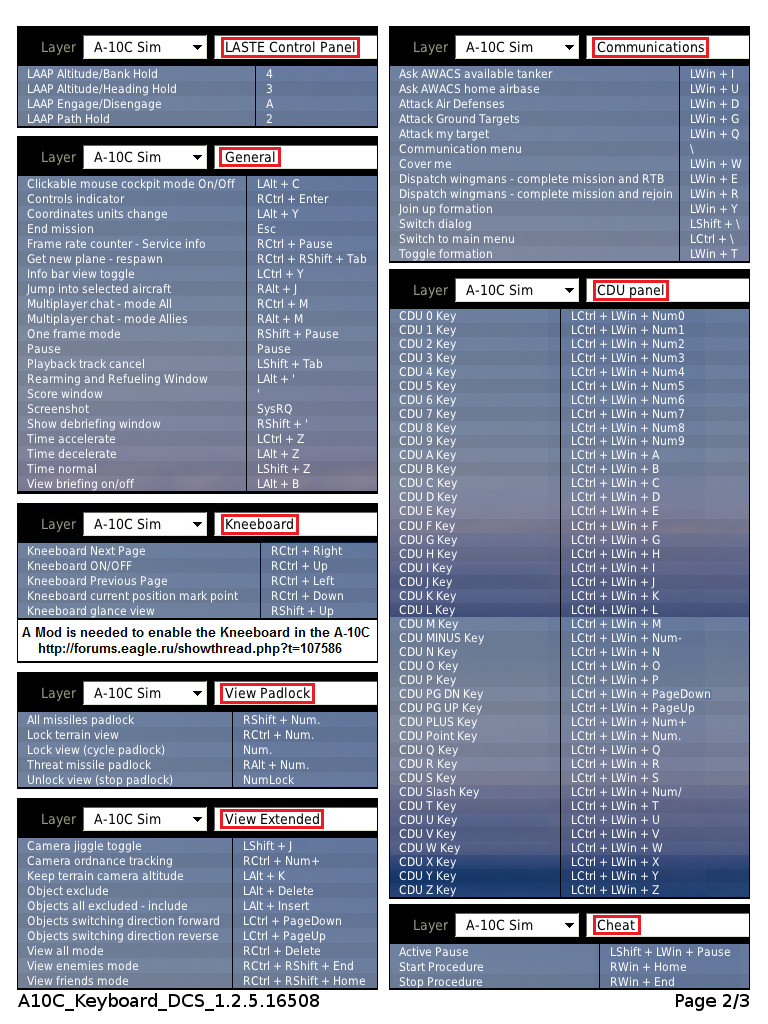 Layer A-10C Sim LASTE Control Panel
LAAP Altitude/Bank Hold 4
LAAP Altitude/Heading Hold 3
LAAP Engage/Disengage A
LAAP Path Hold 2
Layer A-10C Sim General
Clickable mouse cockpit mode On/Off LAlt + C
Controls indicator RCtrl + Enter
Coordinates units change LAlt + Y
End mission Esc
Frame rate counter - Service info RCtrl + Pause
Get new plane - respawn RCtrl + RShift + Tab
Info bar view toggle LCtrl + Y
Jump into selected aircraft RAlt + J
Multiplayer chat - mode All RCtrl + M
Multiplayer chat - mode Allies RAlt + M
One frame mode RShift + Pause
Pause Pause
Playback track cancel LShift + Tab
Rearming and Refueling Window LAlt + '
Score window '
Screenshot SysRQ
Show debriefing window RShift + '
Time accelerate LCtrl + Z
Time decelerate LAlt + Z
Time normal LShift + Z
View briefing on/off LAlt + B
Layer A-10C Sim Kneeboard
Kneeboard Next Page RCtrl + Right
Kneeboard ON/OFF RCtrl + Up
Kneeboard Previous Page RCtrl + Left
Kneeboard current position mark point RCtrl + Down
Kneeboard glance view RShift + Up
A Mod is needed to enable the Kneeboard in the A-10C
http://forums.eagle.ru/showthread.php?t=107586
Layer A-10C Sim View Padlock
All missiles padlock RShift + Num.
Lock terrain view RCtrl + Num.
Lock view (cycle padlock) Num.
Threat missile padlock RAlt + Num.
Unlock view (stop padlock) NumLock
Layer A-10C Sim View Extended
Camera jiggle toggle LShift + J
Camera ordnance tracking RCtrl + Num+
Keep terrain camera altitude LAlt + K
Object exclude LAlt + Delete
Objects all excluded - include LAlt + Insert
Objects switching direction forward LCtrl + PageDown
Objects switching direction reverse LCtrl + PageUp
View all mode RCtrl + Delete
View enemies mode RCtrl + RShift + End
View friends mode RCtrl + RShift + Home
Layer A-10C Sim Communications
Ask AWACS available tanker LWin + I
Ask AWACS home airbase LWin + U
Attack Air Defenses LWin + D
Attack Ground Targets LWin + G
Attack my target LWin + Q
Communication menu \
Cover me LWin + W
Dispatch wingmans - complete mission and RTB LWin + E
Dispatch wingmans - complete mission and rejoin LWin + R
Join up formation LWin + Y
Switch dialog LShift + \
Switch to main menu LCtrl + \
Toggle formation LWin + T
Layer A-10C Sim CDU panel
CDU 0 Key LCtrl + LWin + Num0
CDU 1 Key LCtrl + LWin + Num1
CDU 2 Key LCtrl + LWin + Num2
CDU 3 Key LCtrl + LWin + Num3
CDU 4 Key LCtrl + LWin + Num4
CDU 5 Key LCtrl + LWin + Num5
CDU 6 Key LCtrl + LWin + Num6
CDU 7 Key LCtrl + LWin + Num7
CDU 8 Key LCtrl + LWin + Num8
CDU 9 Key LCtrl + LWin + Num9
CDU A Key LCtrl + LWin + A
CDU B Key LCtrl + LWin + B
CDU C Key LCtrl + LWin + C
CDU D Key LCtrl + LWin + D
CDU E Key LCtrl + LWin + E
CDU F Key LCtrl + LWin + F
CDU G Key LCtrl + LWin + G
CDU H Key LCtrl + LWin + H
CDU I Key LCtrl + LWin + I
CDU J Key LCtrl + LWin + J
CDU K Key LCtrl + LWin + K
CDU L Key LCtrl + LWin + L
CDU M Key LCtrl + LWin + M
CDU MINUS Key LCtrl + LWin + Num-
CDU N Key LCtrl + LWin + N
CDU O Key LCtrl + LWin + O
CDU P Key LCtrl + LWin + P
CDU PG DN Key LCtrl + LWin + PageDown
CDU PG UP Key LCtrl + LWin + PageUp
CDU PLUS Key LCtrl + LWin + Num+
CDU Point Key LCtrl + LWin + Num.
CDU Q Key LCtrl + LWin + Q
CDU R Key LCtrl + LWin + R
CDU S Key LCtrl + LWin + S
CDU Slash Key LCtrl + LWin + Num/
CDU T Key LCtrl + LWin + T
CDU U Key LCtrl + LWin + U
CDU V Key LCtrl + LWin + V
CDU W Key LCtrl + LWin + W
CDU X Key LCtrl + LWin + X
CDU Y Key LCtrl + LWin + Y
CDU Z Key LCtrl + LWin + Z
Layer A-10C Sim Cheat
Active Pause LShift + LWin + Pause
Start Procedure RWin + Home
Stop Procedure RWin + End
A10C_Keyboard_DCS_1.2.5.16508 Page 2/3